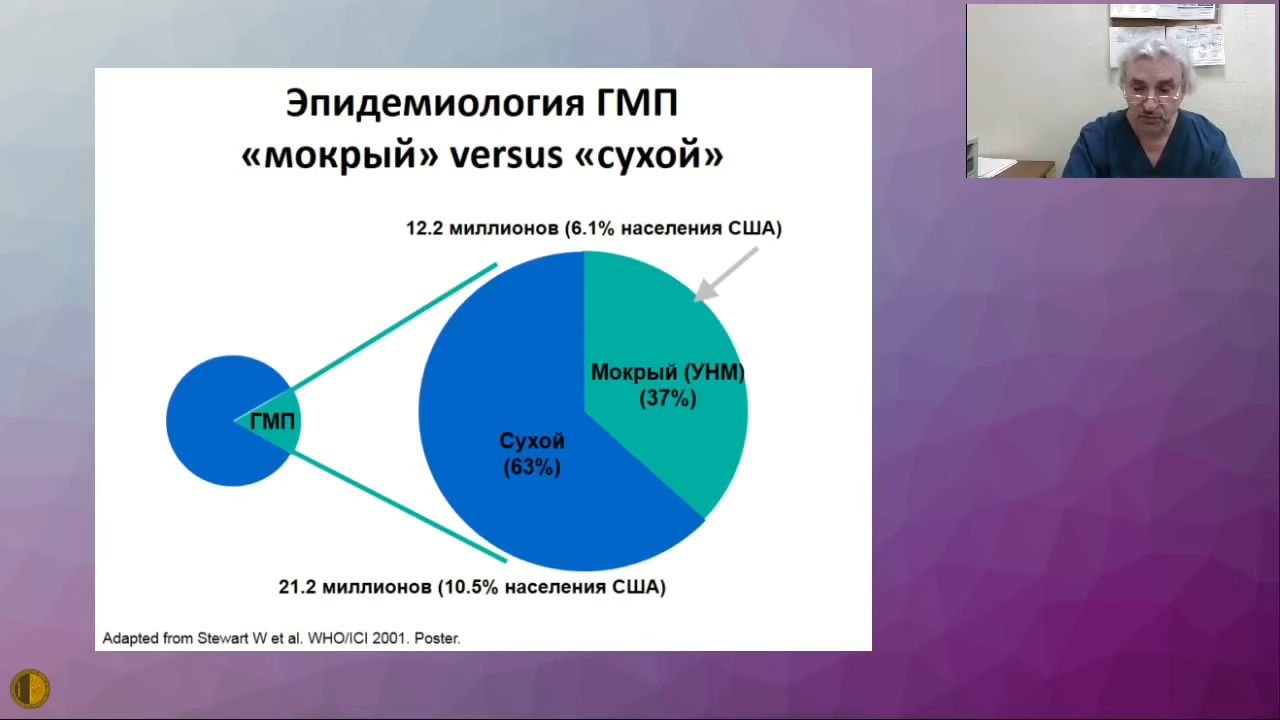 Эпидемиология ГМП
«мокрый» versus «сухой»
12.2 миллионов (6.1% населения США)
Мокрый (УНМ)
(37%)
ГМП
Сухой
(63%)
21.2 миллионов (10.5% населения США)
Adapted from Stewart W et al. WHO/ICI 2001. Poster.